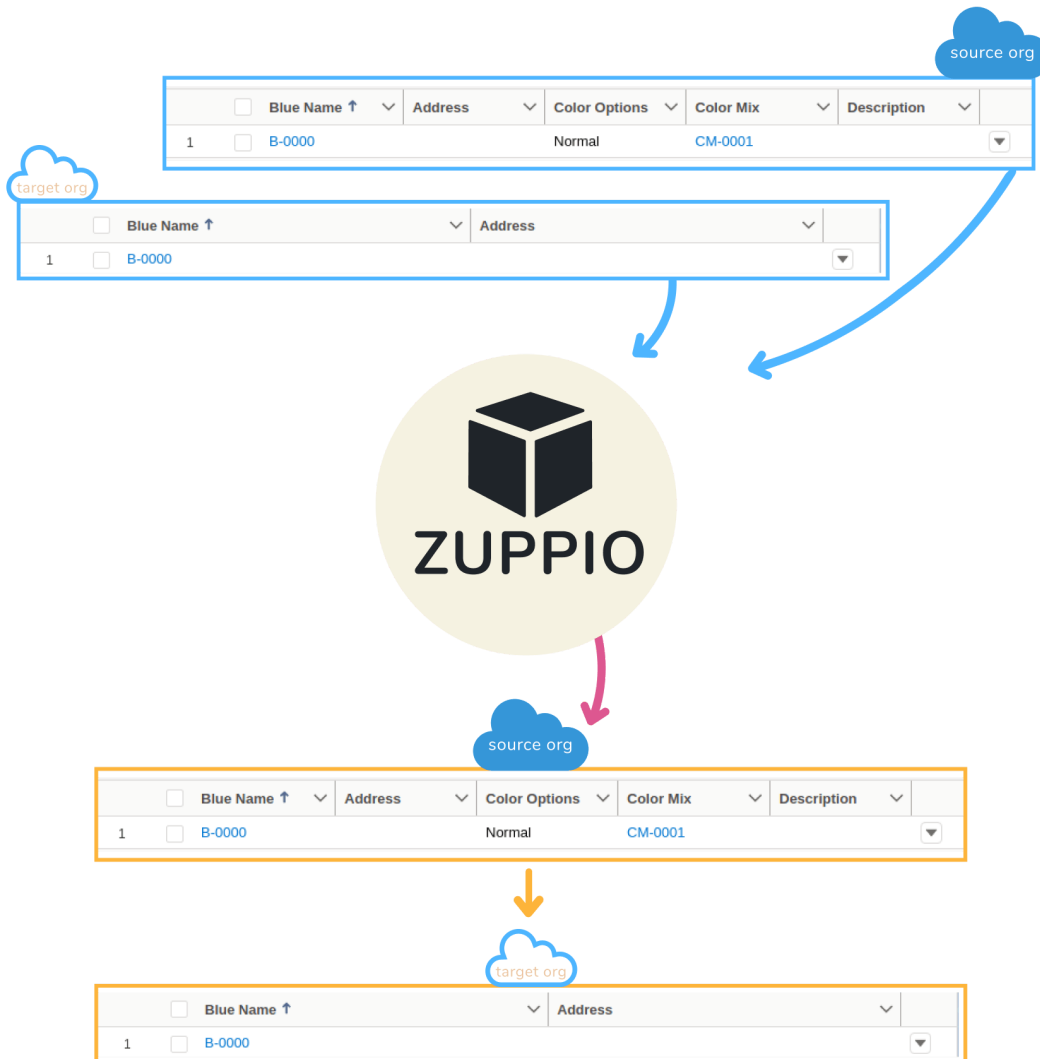 source org
Blue Name ↑ Address Color Options Color Mix Description
1 B-0000 Normal CM-0001
target org
Blue Name ↑ Address
1 B-0000
ZUPPIO
source org
Blue Name ↑ Address Color Options Color Mix Description
1 B-0000 Normal CM-0001
target org
Blue Name ↑ Address
1 B-0000